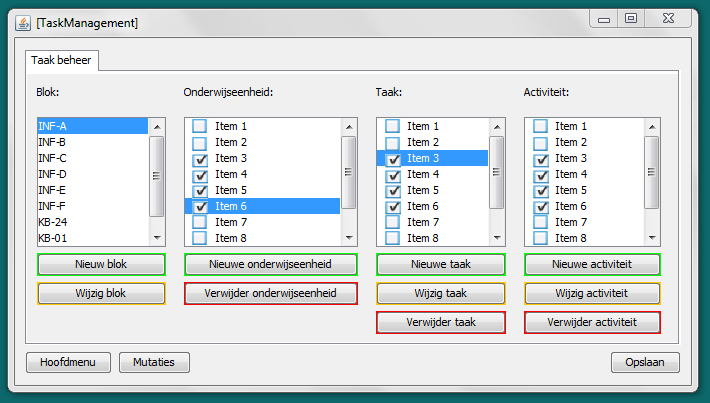 [TaskManagement]
Taak beheer
Blok:
INF-A
INF-B
INF-C
INF-D
INF-E
INF-F
KB-24
KB-01
Nieuw blok
Wijzig blok
Onderwijseenheid:
Item 1
Item 2
Item 3
Item 4
Item 5
Item 6
Item 7
Item 8
Nieuwe onderwijseenheid
Verwijder onderwijseenheid
Taak:
Item 1
Item 2
Item 3
Item 4
Item 5
Item 6
Item 7
Item 8
Nieuwe taak
Wijzig taak
Verwijder taak
Activiteit:
Item 1
Item 2
Item 3
Item 4
Item 5
Item 6
Item 7
Item 8
Nieuwe activiteit
Wijzig activiteit
Verwijder activiteit
Hoofdmenu
Mutaties
Opslaan